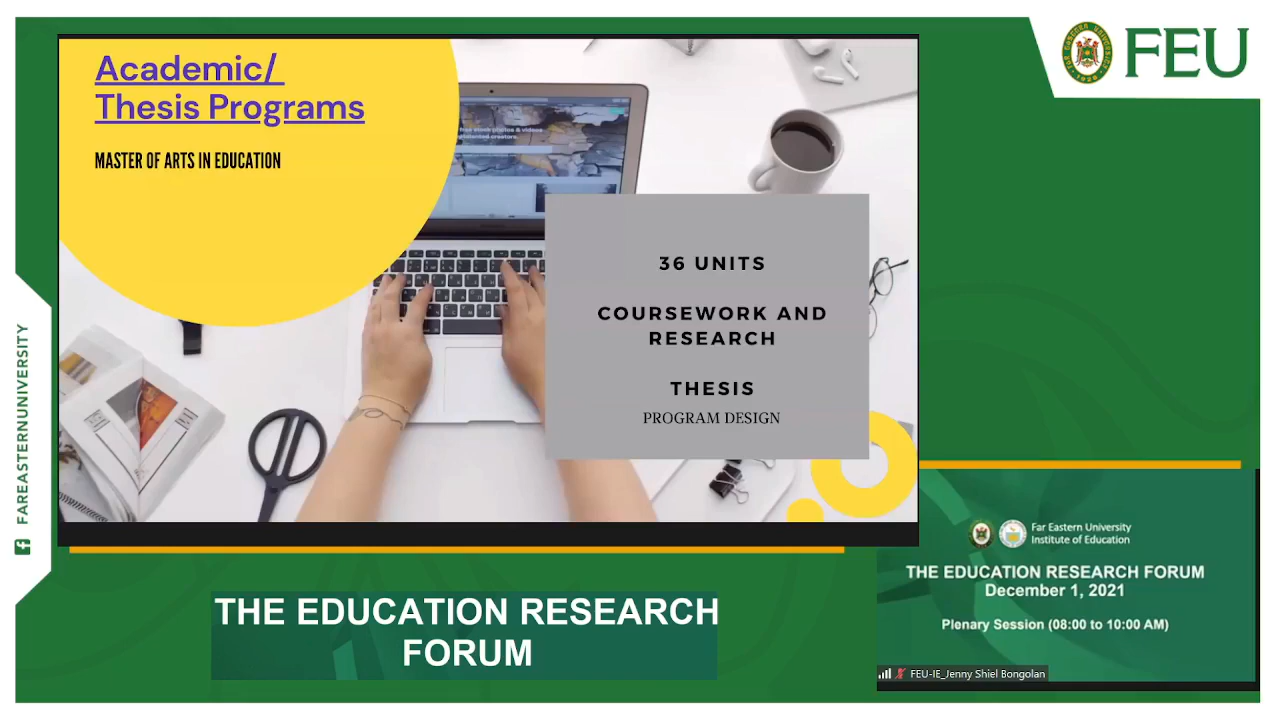 Academic/
Thesis Programs
MASTER OF ARTS IN EDUCATION
36 UNITS
COURSEWORK AND
RESEARCH
THESIS
PROGRAM DESIGN
FEU
FAREASTERNUNIVERSITY
Far Eastern University
Institute of Education
THE EDUCATION RESEARCH FORUM
December 1, 2021
Plenary Session (08:00 to 10:00 AM)
FEU-IE_Jenny Shiel Bongolan
THE EDUCATION RESEARCH
FORUM